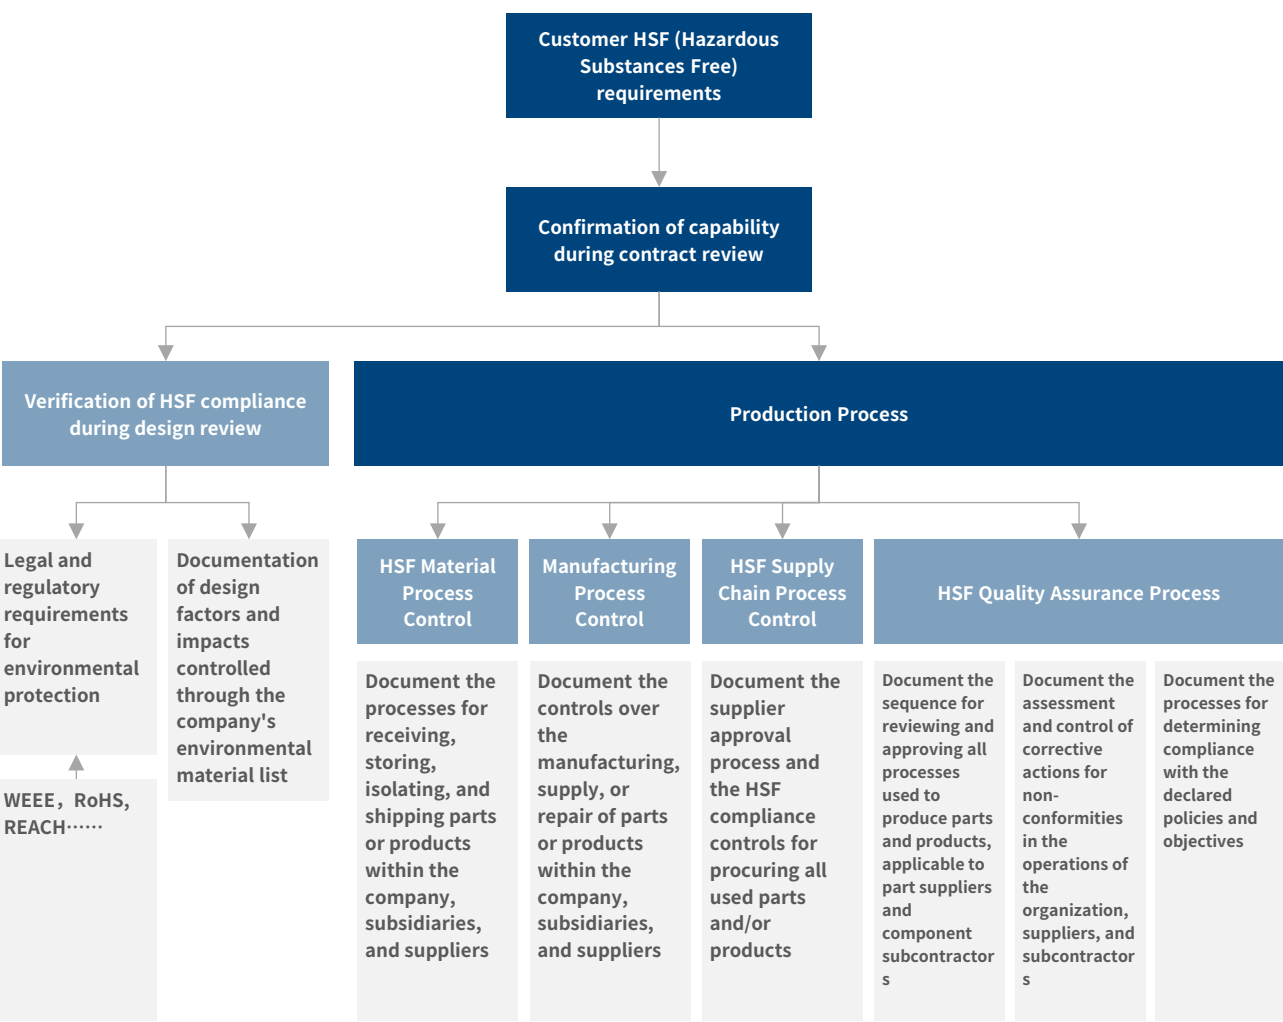 Customer HSF (Hazardous
Substances Free)
requirements
Confirmation of capability
during contract review
Verification of HSF compliance
during design review
Production Process
Legal and
regulatory
requirements
for
environmental
protection
WEEE，RoHS,
REACH⋯⋯
Documentation
of design
factors and
impacts
controlled
through the
company's
environmental
material list
HSF Material
Process
Control
Document the
processes for
receiving,
storing,
isolating, and
shipping parts
or products
within the
company,
subsidiaries,
and suppliers
Manufacturing
Process
Control
Document the
controls over
the
manufacturing,
supply, or
repair of parts
or products
within the
company,
subsidiaries,
and suppliers
HSF Supply
Chain Process
Control
Document the
supplier
approval
process and
the HSF
compliance
controls for
procuring all
used parts
and/or
products
HSF Quality Assurance Process
Document the
sequence for
reviewing and
approving all
processes
used to
produce parts
and products,
applicable to
part suppliers
and
component
subcontractor
s
Document the
assessment
and control of
corrective
actions for
non-
conformities
in the
operations of
the
organization,
suppliers, and
subcontractor
s
Document the
processes for
determining
compliance
with the
declared
policies and
objectives